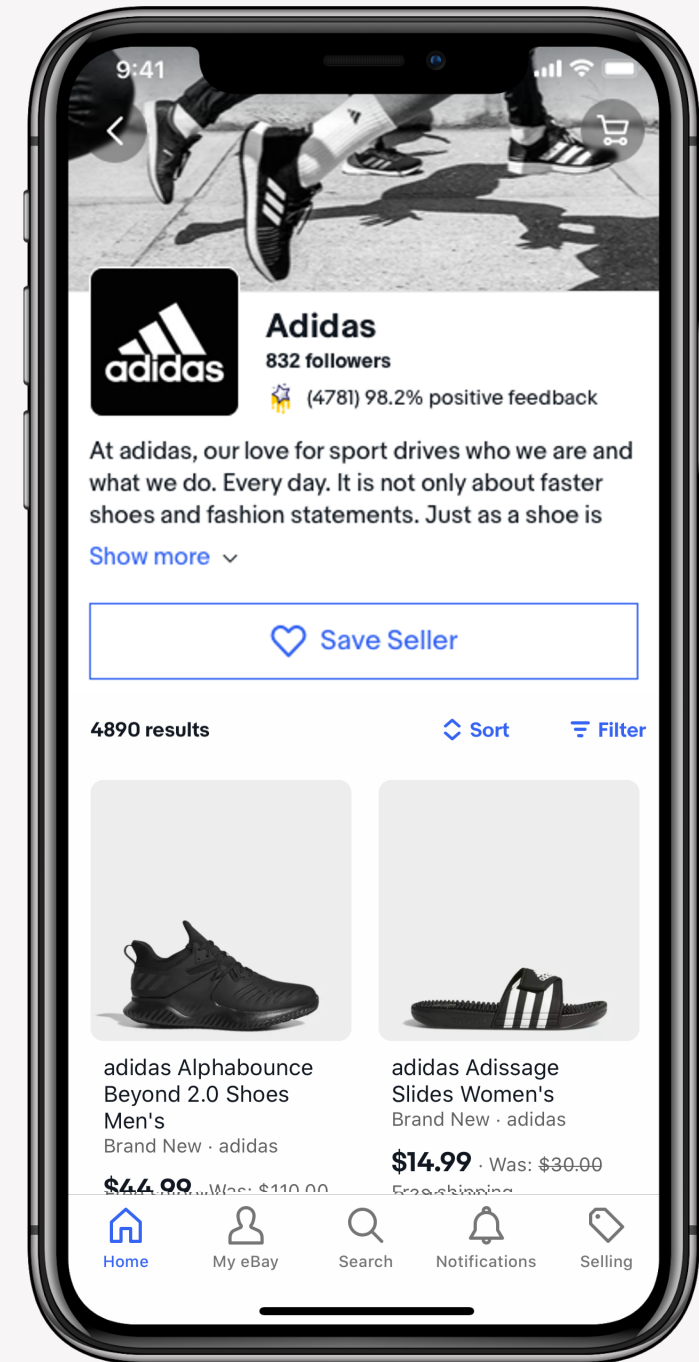 9:41
adidas
Adidas
832 followers
(4781) 98.2% positive feedback
At adidas, our love for sport drives who we are and
what we do. Every day. It is not only about faster
shoes and fashion statements. Just as a shoe is
Show more
Save Seller
4890 results
Sort
Filter
adidas Alphabounce
Beyond 2.0 Shoes
Men's
Brand New · adidas
$44.99 · Was: $110.00
adidas Adissage
Slides Women's
Brand New · adidas
$14.99 · Was: $30.00
Free shipping
Home
My eBay
Search
Notifications
Selling